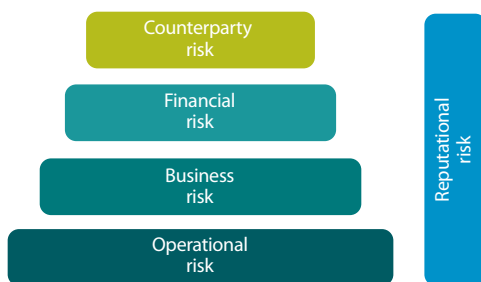 Counterparty
risk
Financial
risk
Business
risk
Operational
risk
Reputational
risk